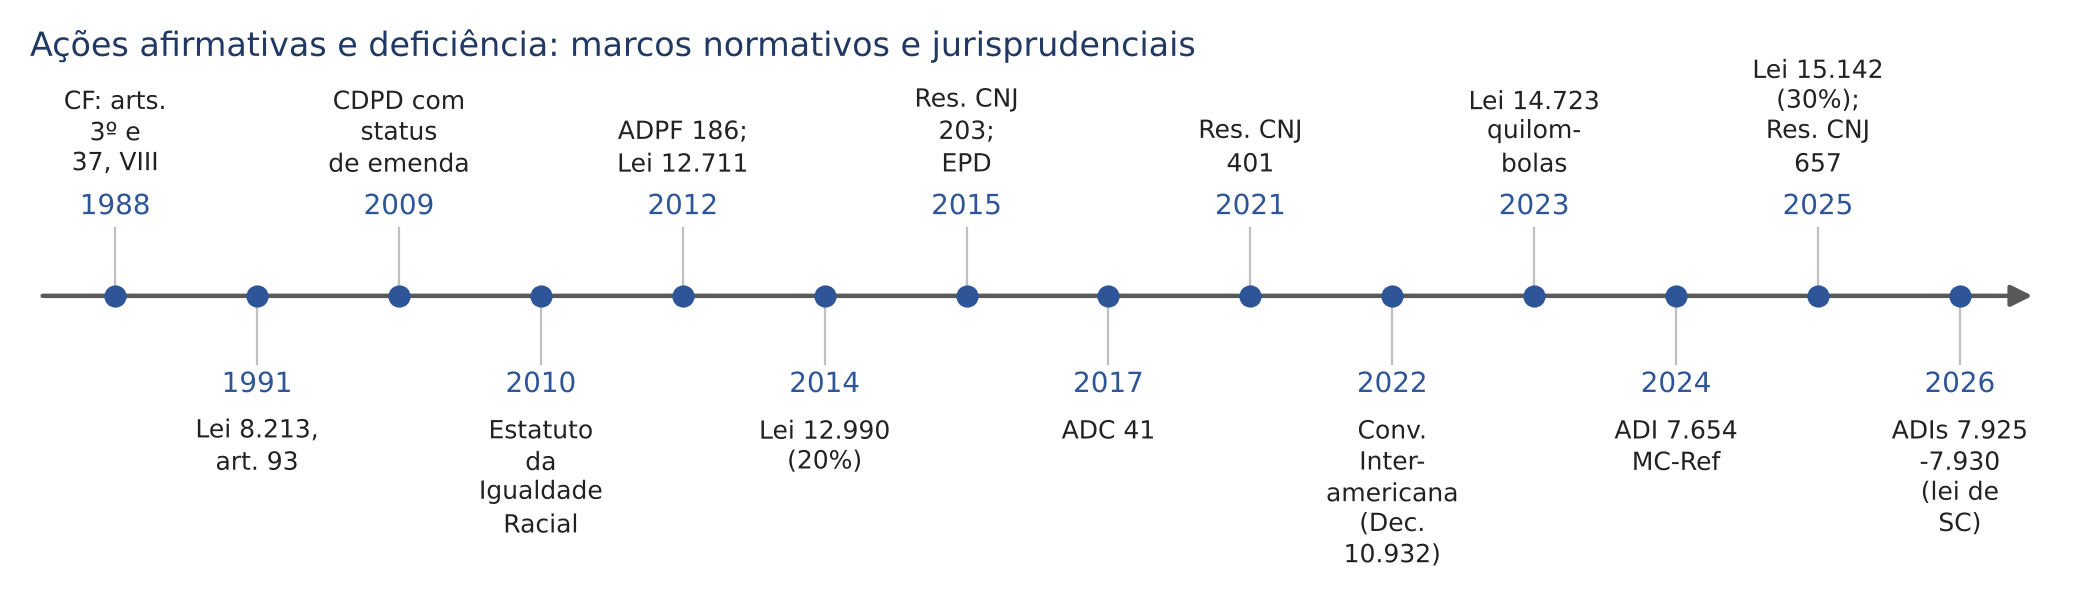 Ações afirmativas e deficiência: marcos normativos e jurisprudenciais
CF: arts.
3º e
37, VIII
1988
Lei 8.213,
art. 93
1991
CDPD com
status
de emenda
2009
2010
Estatuto
da
Igualdade
Racial
ADPF 186;
Lei 12.711
2012
2014
Lei 12.990
(20%)
Res. CNJ
203;
EPD
2015
2017
ADC 41
Res. CNJ
401
2021
2022
Conv.
Inter-
americana
(Dec.
10.932)
Lei 14.723
quilom-
bolas
2023
2024
ADI 7.654
MC-Ref
Lei 15.142
(30%);
Res. CNJ
657
2025
2026
ADIs 7.925
-7.930
(lei de
SC)